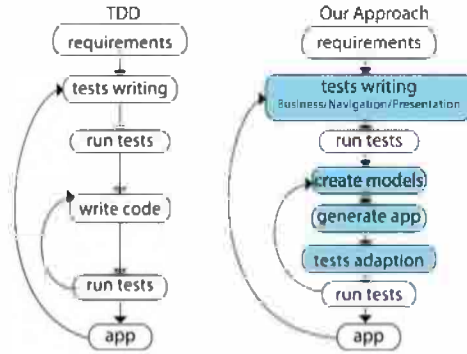 TDD
requirements
tests writing
run tests
write code
run tests
app
Our Approach
requirements
tests writing
Business/Navigation/Presentation
run tests
create models
generate app
tests adaption
run tests
app